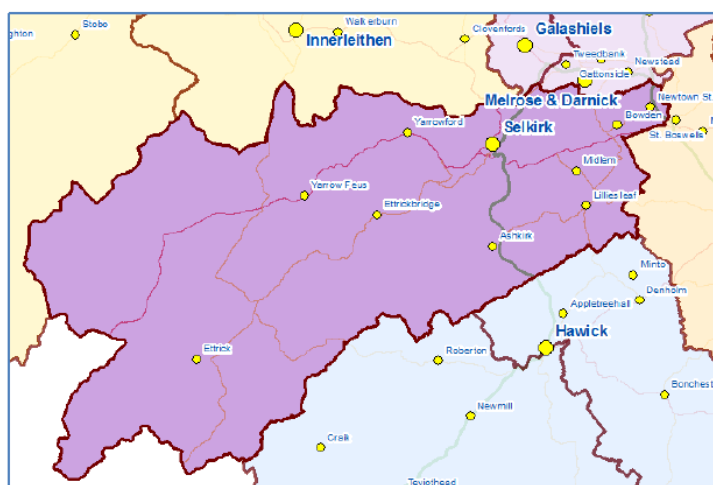 Stobo
Walkerburn
Innerleithen
Clovenfords
Galashiels
Tweedbank
Newstead
Gattonside
Melrose & Darnick
Newtown St.
Bowden
St. Boswells
Selkirk
Yarrowford
Midlem
Yarrow Feus
Ettrickbridge
Lilliesleaf
Ashkirk
Minto
Denholm
Appletreehall
Hawick
Ettrick
Roberton
Bonchest
Newmill
Craik
Teviothead